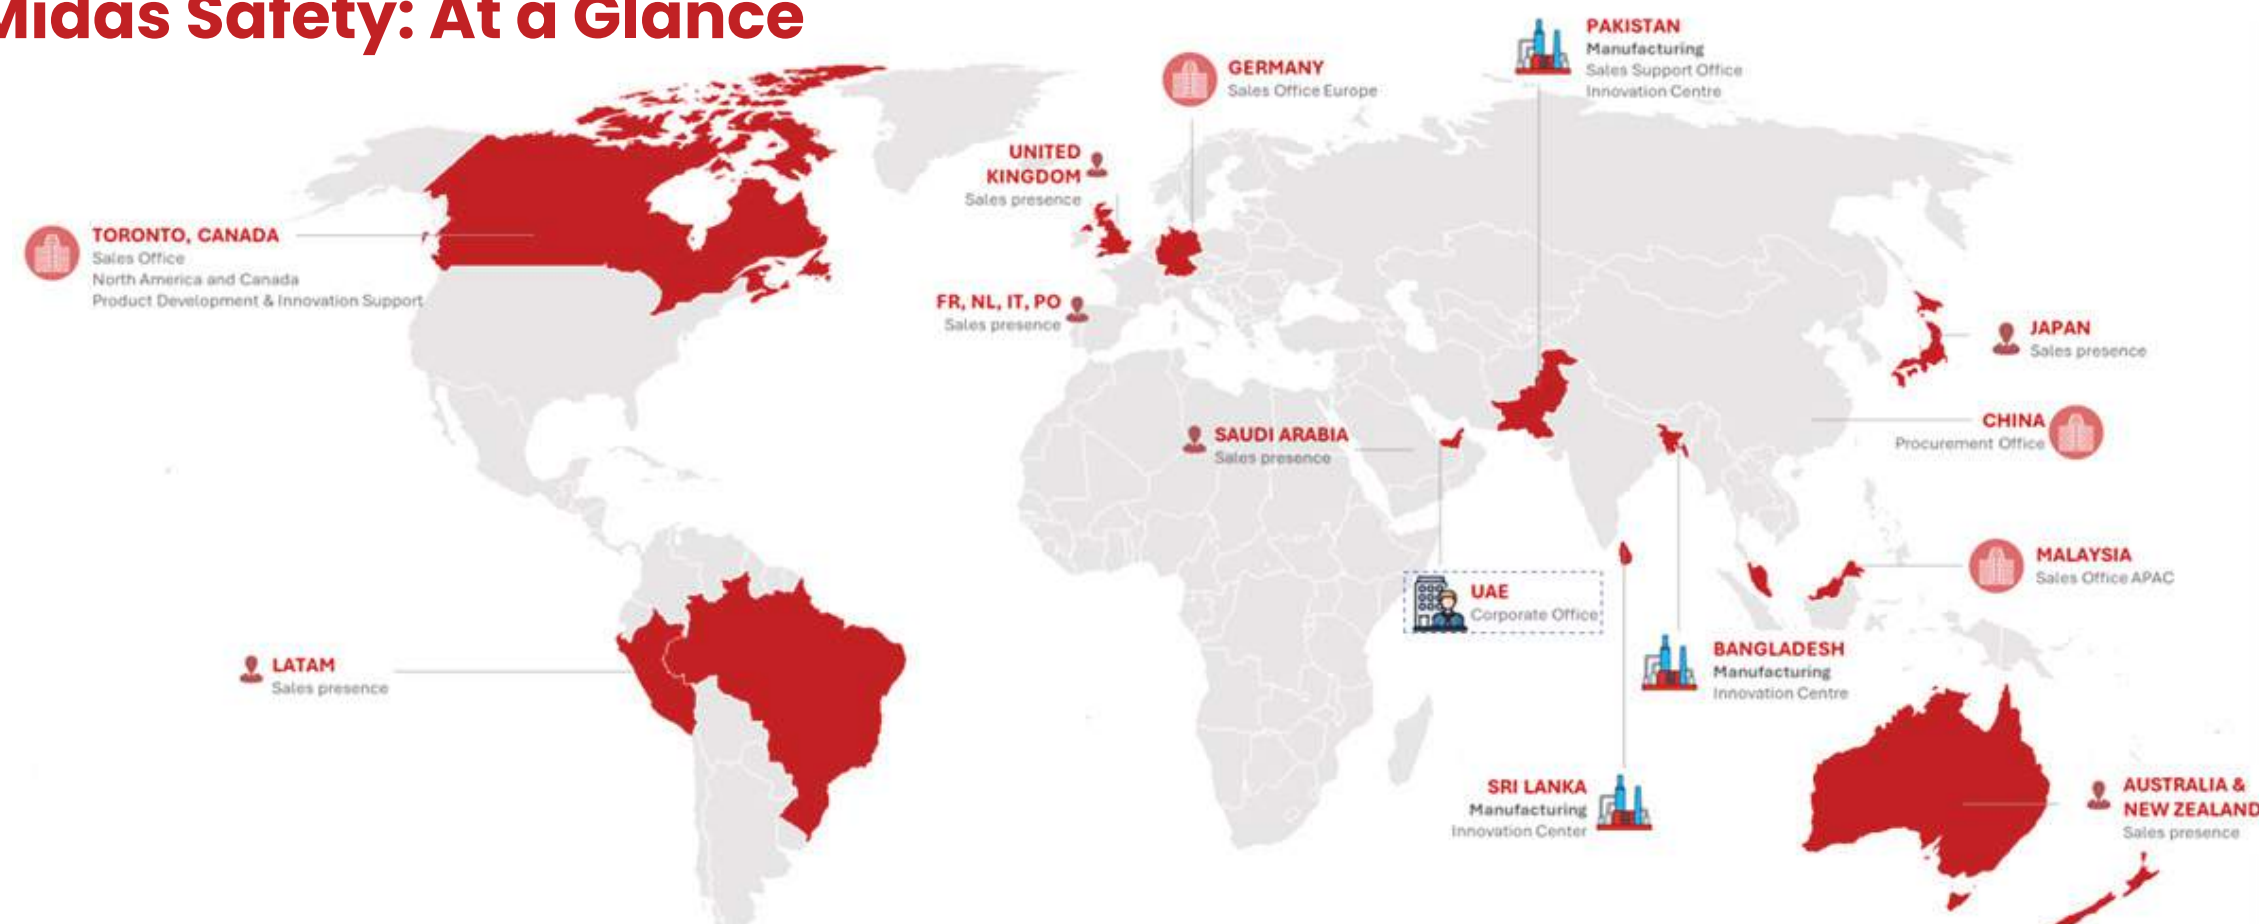 Midas Safety: At a Glance
PAKISTAN
Manufacturing
Sales Support Office
Innovation Centre
GERMANY
Sales Office Europe
UNITED
KINGDOM
Sales presence
TORONTO, CANADA
Sales Office
North America and Canada
Product Development & Innovation Support
FR, NL, IT, PO
Sales presence
JAPAN
Sales presence
SAUDI ARABIA
Sales presence
CHINA
Procurement Office
MALAYSIA
Sales Office APAC
UAE
Corporate Office
LATAM
Sales presence
BANGLADESH
Manufacturing
Innovation Centre
SRI LANKA
Manufacturing
Innovation Center
AUSTRALIA &
NEW ZEALAND
Sales presence